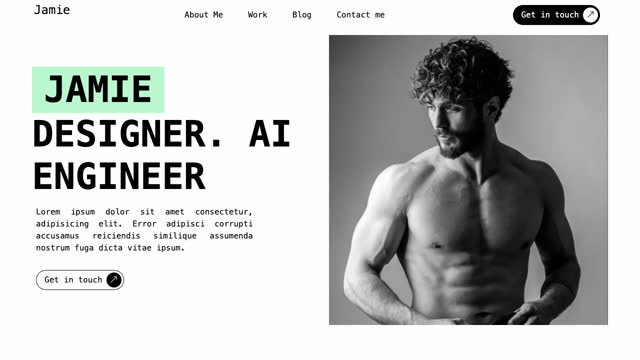 Jamie
About Me Work Blog Contact me Get in touch
JAMIE
DESIGNER. AI
ENGINEER
Lorem ipsum dolor sit amet consectetur,
adipisicing elit. Error adipisci corrupti
accusamus reiciendis similique assumenda
nostrum fuga dicta vitae ipsum.
Get in touch